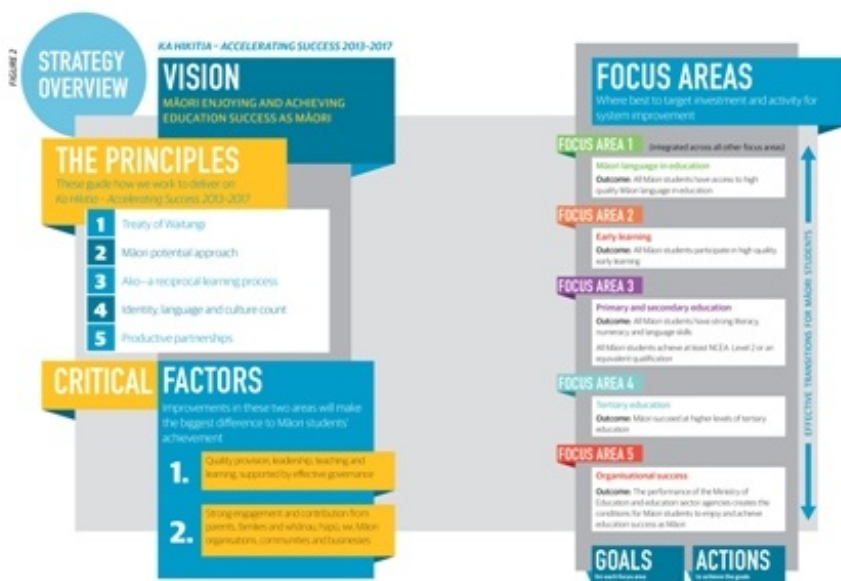 FIGURE 2
STRATEGY
OVERVIEW
KA HIKITIA - ACCELERATING SUCCESS 2013-2017
VISION
MĀORI ENJOYING AND ACHIEVING
EDUCATION SUCCESS AS MĀORI
THE PRINCIPLES
These guide how we work to deliver on
Ka Hikitia - Accelerating Success 2013-2017
1 Treaty of Waitangi
2 Māori potential approach
3 Ako—a reciprocal learning process
4 Identity, language and culture count
5 Productive partnerships
CRITICAL FACTORS
Improvements in these two areas will make
the biggest difference to Māori students'
achievement
1. Quality provision, leadership, teaching and
learning, supported by effective governance
2. Strong engagement and contribution from
parents, families and whānau, hapū, iwi, Māori
organisations, communities and businesses
FOCUS AREAS
Where best to target investment and activity for
system improvement
FOCUS AREA 1 (integrated across all other focus areas)
Māori language in education
Outcome: All Māori students have access to high
quality Māori language in education
FOCUS AREA 2
Early learning
Outcome: All Māori students participate in high quality
early learning
FOCUS AREA 3
Primary and secondary education
Outcome: All Māori students have strong literacy,
numeracy and language skills
All Māori students achieve at least NCEA Level 2 or an
equivalent qualification
FOCUS AREA 4
Tertiary education
Outcome: Māori succeed at higher levels of tertiary
education
FOCUS AREA 5
Organisational success
Outcome: The performance of the Ministry of
Education and education sector agencies creates the
conditions for Māori students to enjoy and achieve
education success as Māori
EFFECTIVE TRANSITIONS FOR MĀORI STUDENTS
GOALS
for each focus area
ACTIONS
to achieve the goals